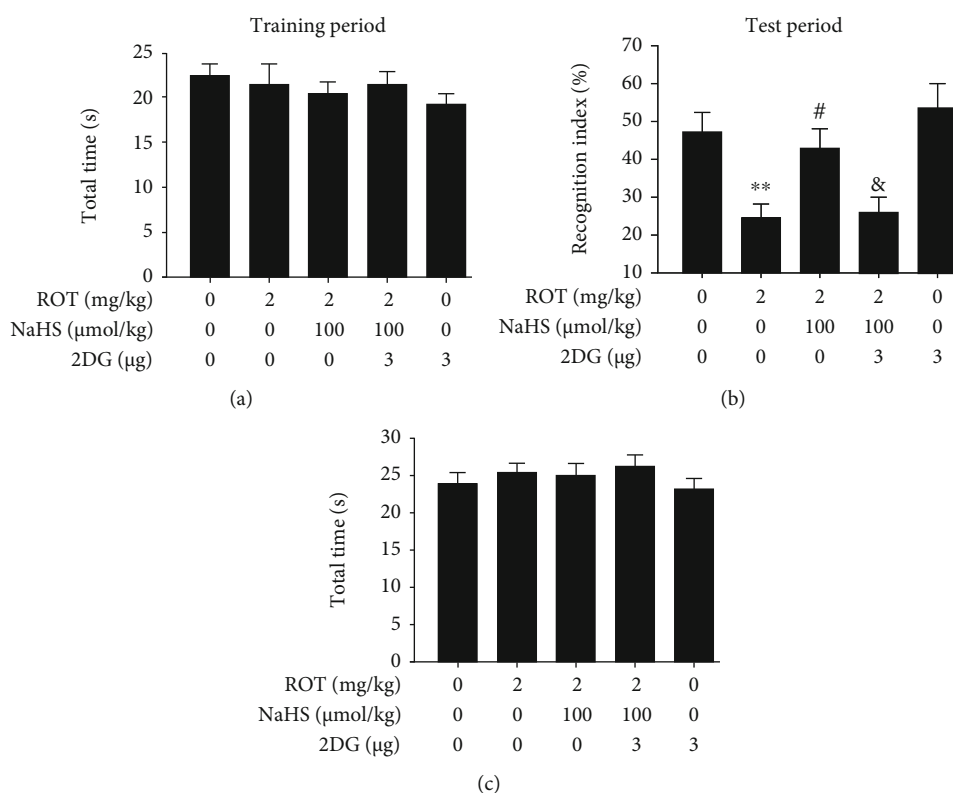 Training period
Total time (s)
25
20
15
10
5
0
ROT (mg/kg) 0 2 2 2 0
NaHS (μmol/kg) 0 0 100 100 0
2DG (μg) 0 0 0 3 3
(a)
Test period
Recognition index (%)
70
60
50
40
30
20
10
**
#
&
ROT (mg/kg) 0 2 2 2 0
NaHS (μmol/kg) 0 0 100 100 0
2DG (μg) 0 0 0 3 3
(b)
Total time (s)
30
25
20
15
10
5
0
ROT (mg/kg) 0 2 2 2 0
NaHS (μmol/kg) 0 0 100 100 0
2DG (μg) 0 0 0 3 3
(c)